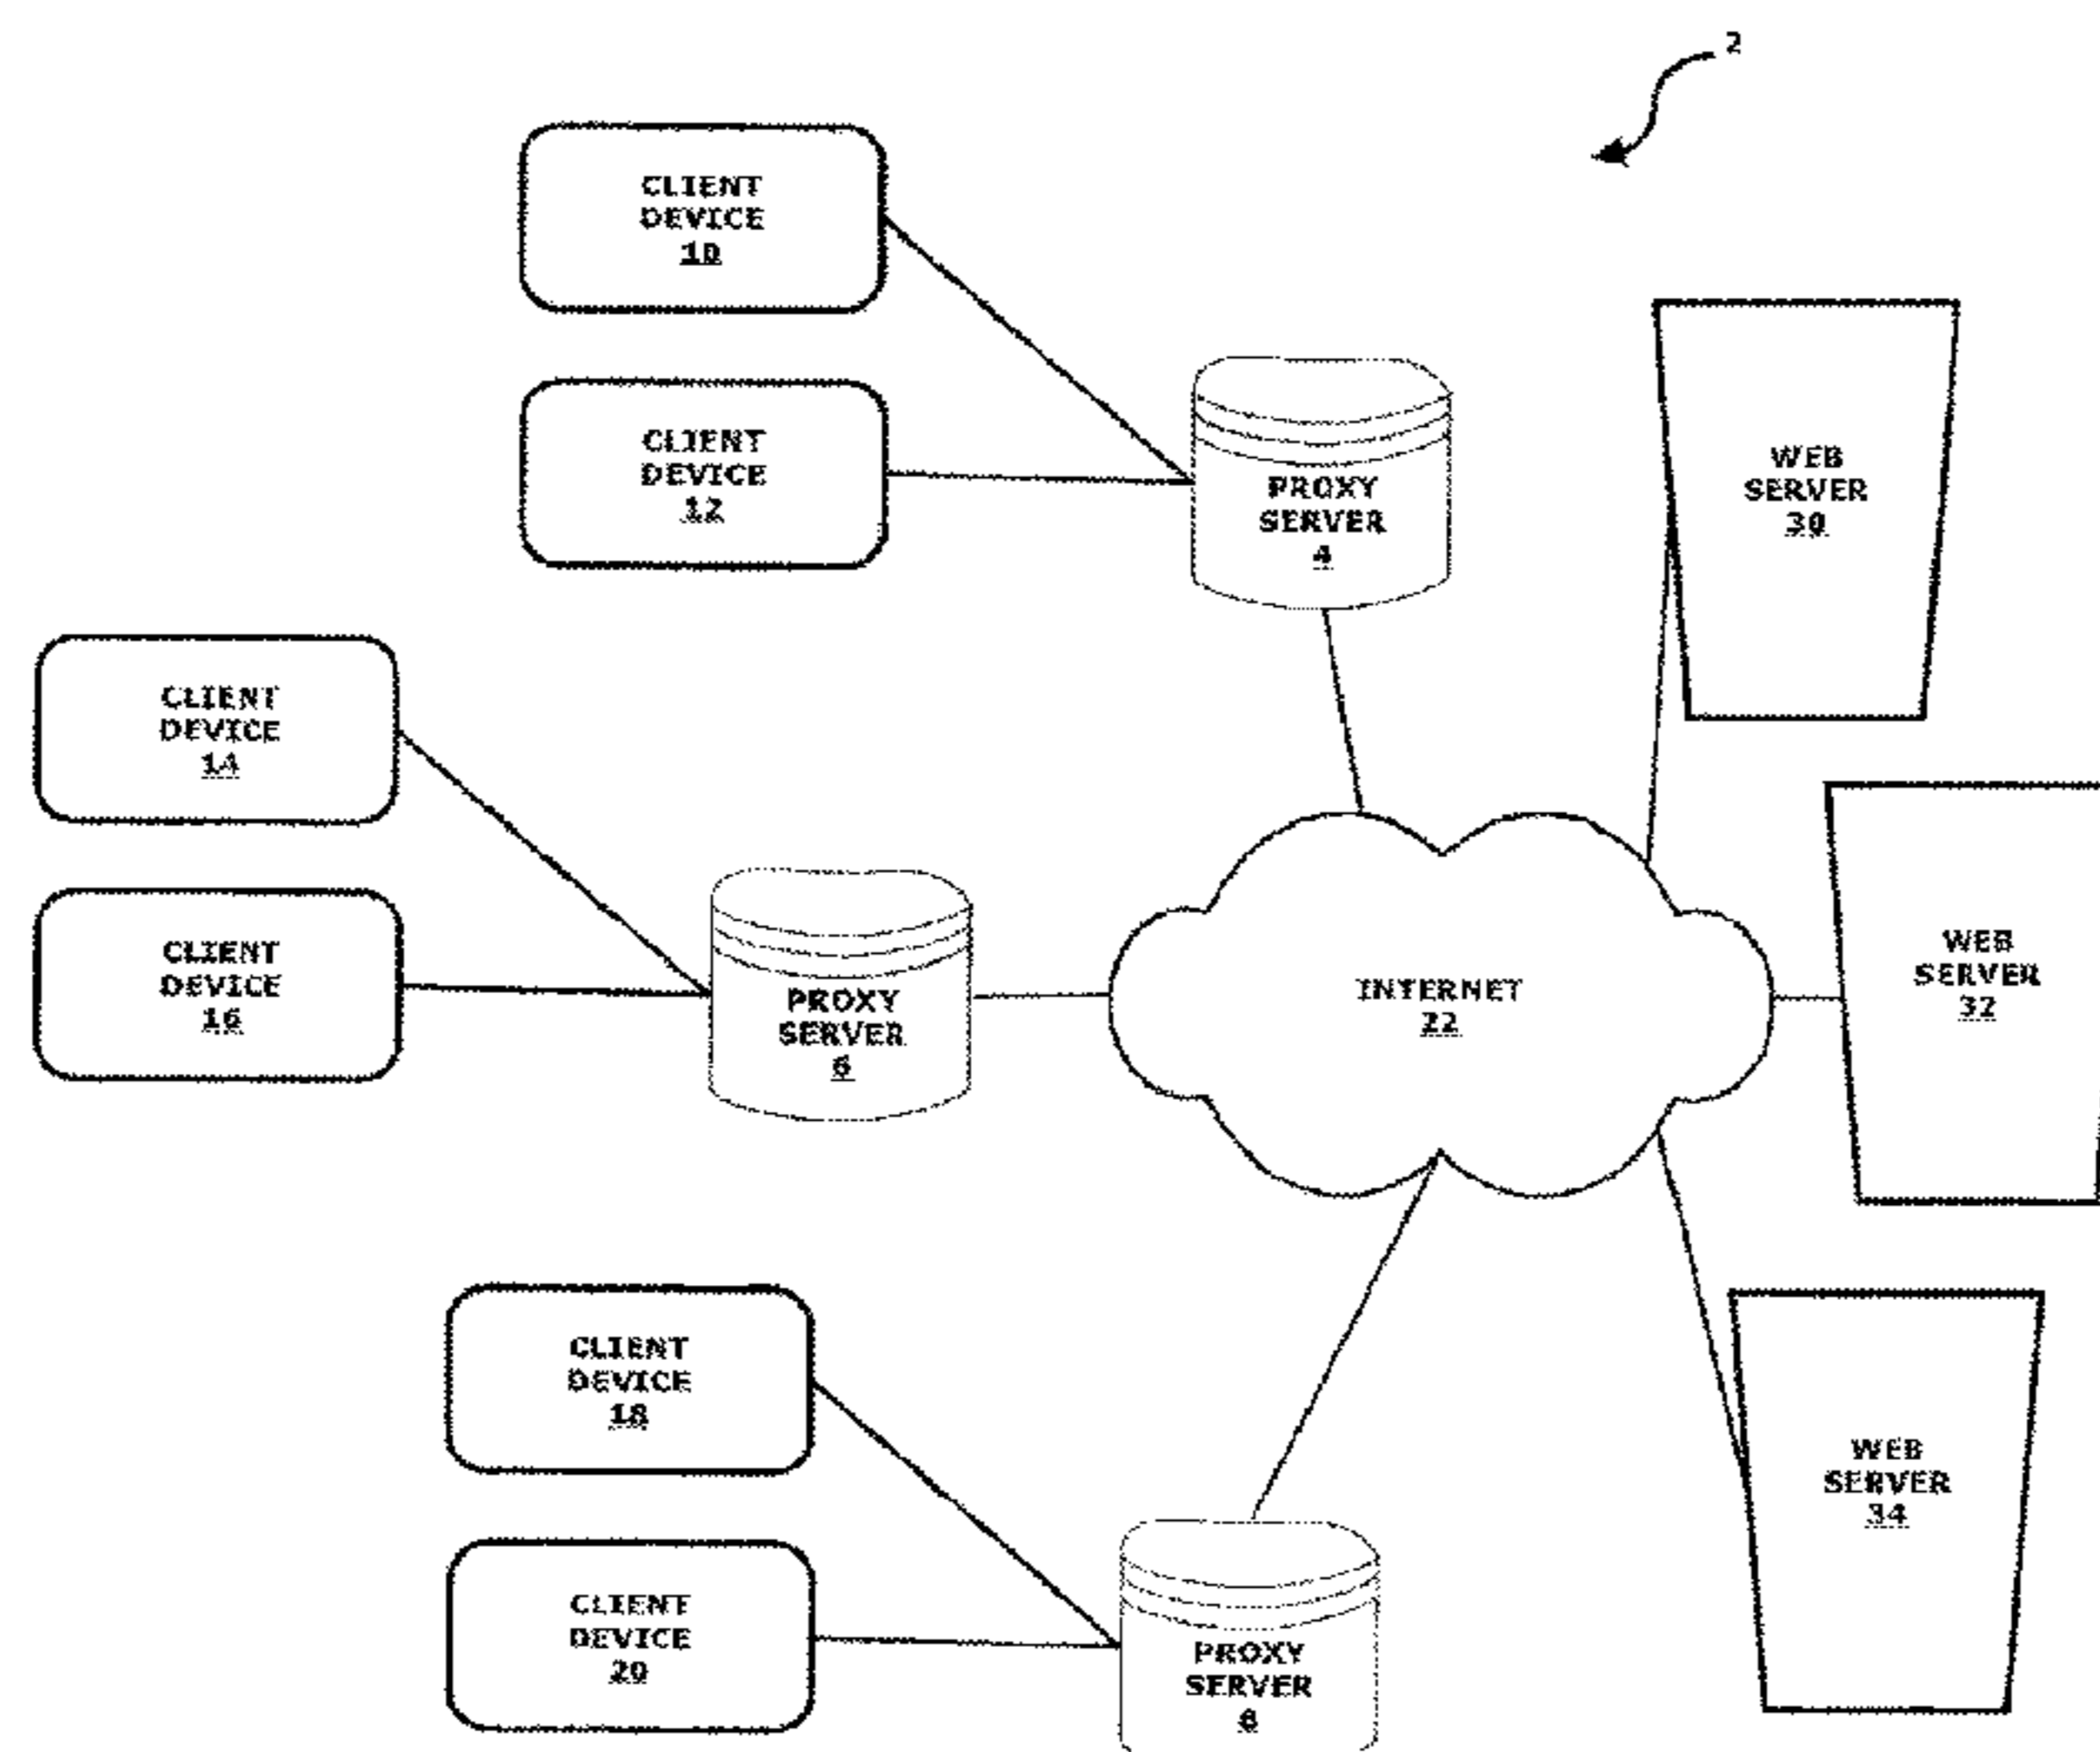 2
CLIENT
DEVICE
10
CLIENT
DEVICE
12
PROXY
SERVER
4
WEB
SERVER
30
CLIENT
DEVICE
14
CLIENT
DEVICE
16
PROXY
SERVER
6
INTERNET
22
WEB
SERVER
32
CLIENT
DEVICE
18
CLIENT
DEVICE
20
PROXY
SERVER
8
WEB
SERVER
34